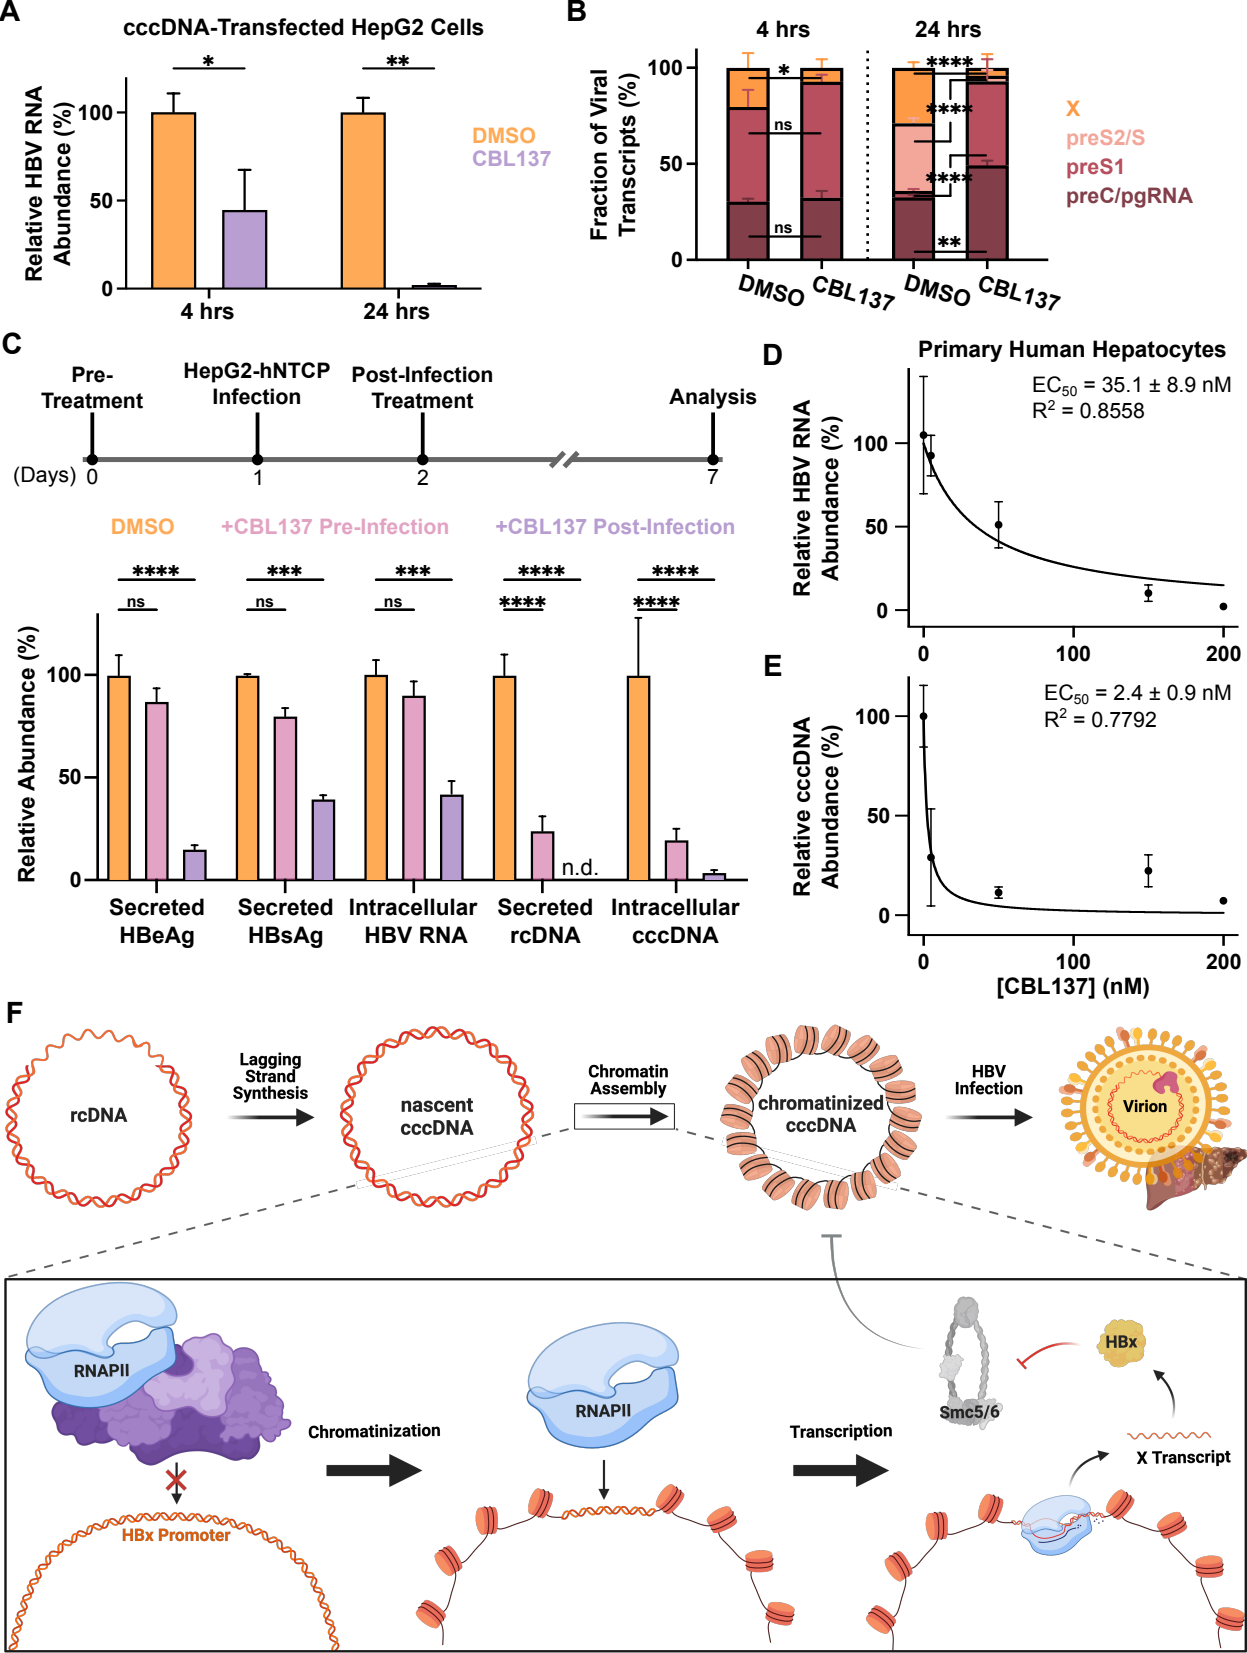 A
cccDNA-Transfected HepG2 Cells
Relative HBV RNA
Abundance (%)
100
50
0
*
**
4 hrs
24 hrs
DMSO
CBL137
B
4 hrs
24 hrs
Fraction of Viral
Transcripts (%)
100
50
0
*
ns
ns
****
****
****
**
DMSO
CBL137
DMSO
CBL137
X
preS2/S
preS1
preC/pgRNA
C
Pre-
Treatment
HepG2-hNTCP
Infection
Post-Infection
Treatment
Analysis
(Days) 0 1 2 7
DMSO
+CBL137 Pre-Infection
+CBL137 Post-Infection
Relative Abundance (%)
100
50
0
**** *** *** **** ****
ns ns ns **** ****
n.d.
Secreted
HBeAg
Secreted
HBsAg
Intracellular
HBV RNA
Secreted
rcDNA
Intracellular
cccDNA
D
Primary Human Hepatocytes
EC50 = 35.1 ± 8.9 nM
R² = 0.8558
Relative HBV RNA
Abundance (%)
100
50
0
0 100 200
E
EC50 = 2.4 ± 0.9 nM
R² = 0.7792
Relative cccDNA
Abundance (%)
100
50
0
0 100 200
[CBL137] (nM)
F
rcDNA
Lagging
Strand
Synthesis
nascent
cccDNA
Chromatin
Assembly
chromatinized
cccDNA
HBV
Infection
Virion
RNAPII
HBx Promoter
Chromatinization
RNAPII
Transcription
Smc5/6
HBx
X Transcript